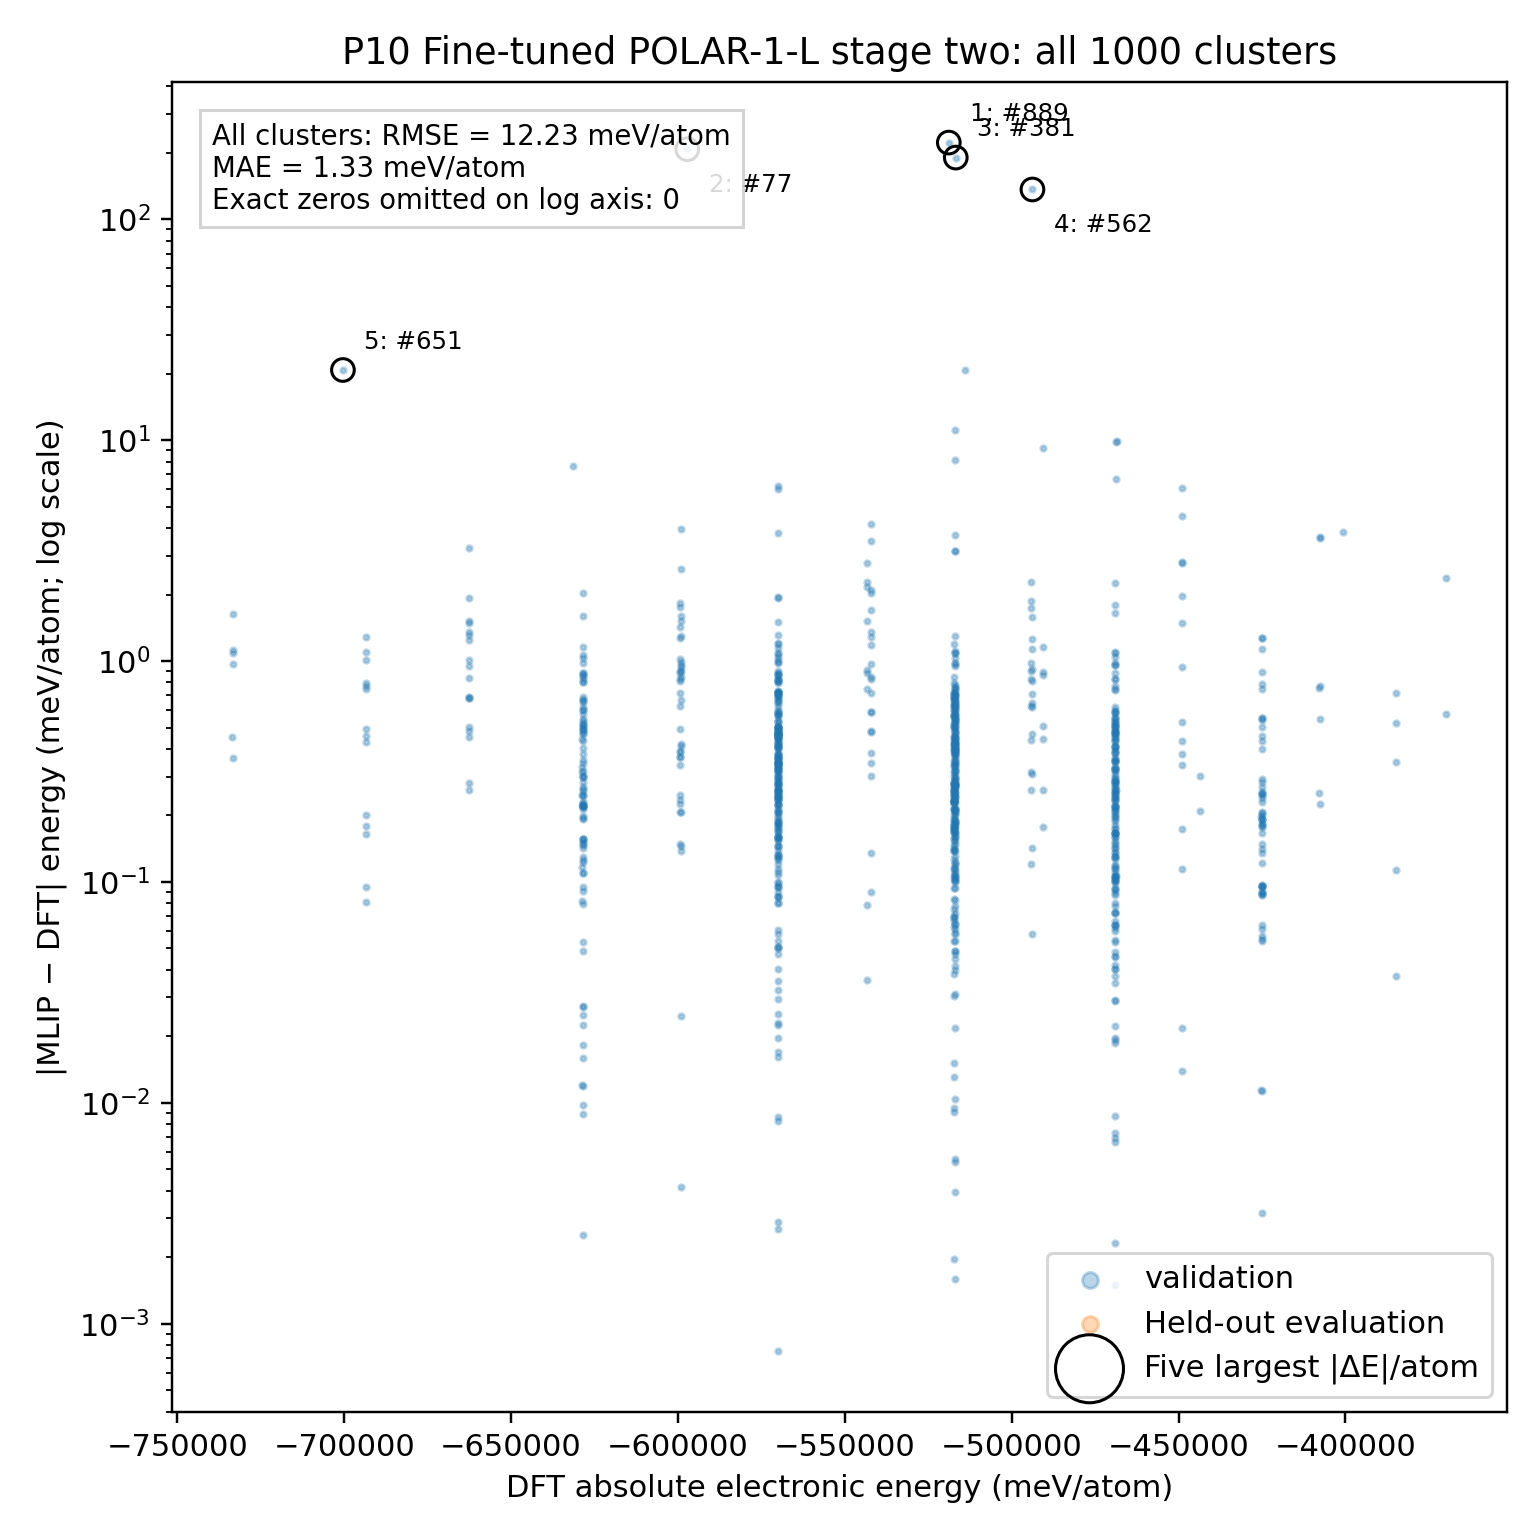 P10 Fine-tuned POLAR-1-L stage two: all 1000 clusters
All clusters: RMSE = 12.23 meV/atom
MAE = 1.33 meV/atom
Exact zeros omitted on log axis: 0
1: #889
3: #381
2: #77
4: #562
5: #651
10²
10¹
10⁰
10⁻¹
10⁻²
10⁻³
|MLIP − DFT| energy (meV/atom; log scale)
validation
Held-out evaluation
Five largest |ΔE|/atom
−750000 −700000 −650000 −600000 −550000 −500000 −450000 −400000
DFT absolute electronic energy (meV/atom)